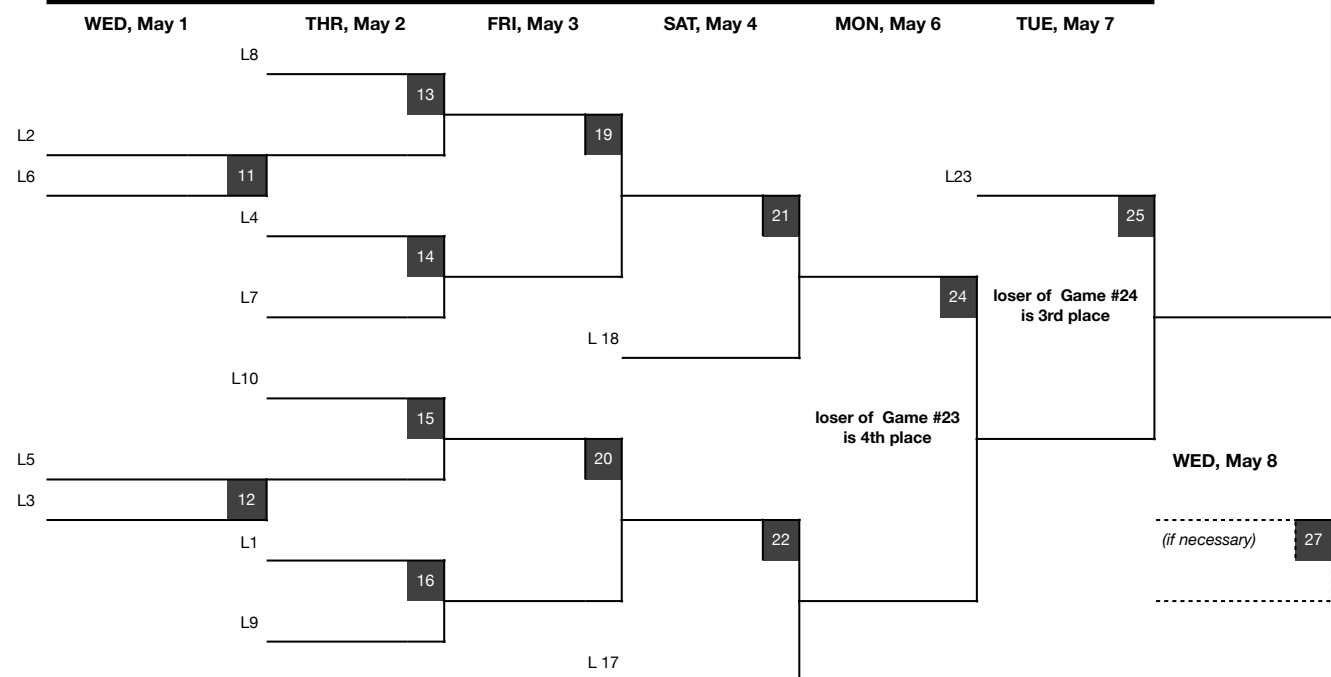 WED, May 1
THR, May 2
FRI, May 3
SAT, May 4
MON, May 6
TUE, May 7
L8
13
L2
19
L6
11
L23
L4
21
25
14
L7
24
loser of Game #24
is 3rd place
L 18
L10
15
loser of Game #23
is 4th place
L5
20
WED, May 8
L3
12
L1
22
(if necessary)
27
16
L9
L 17